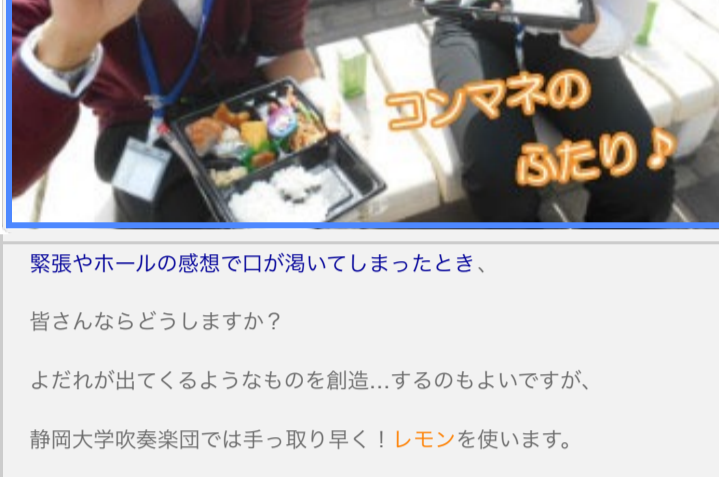 コンマネの
ふたり♪
緊張やホールの感想で口が渇いてしまったとき、
皆さんならどうしますか？
よだれが出てくるようなものを創造…するのもよいですが、
静岡大学吹奏楽団では手っ取り早く！レモンを使います。